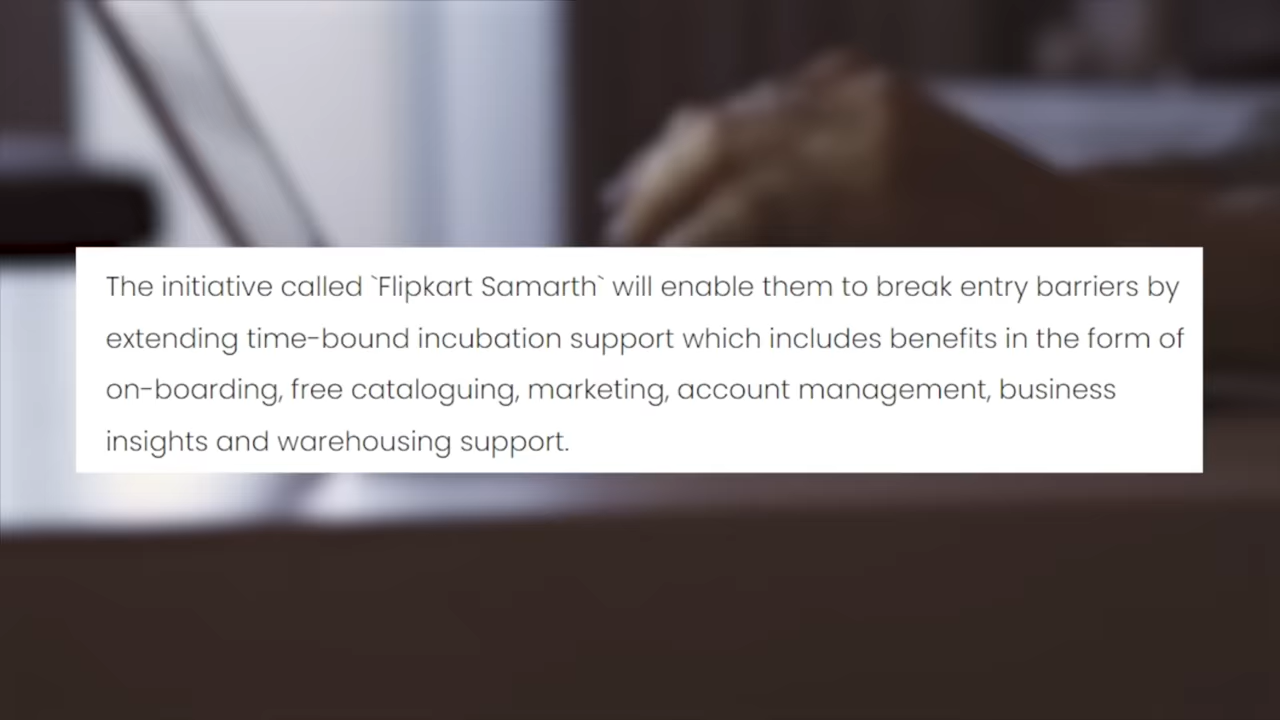 The initiative called `Flipkart Samarth` will enable them to break entry barriers by
extending time-bound incubation support which includes benefits in the form of
on-boarding, free cataloguing, marketing, account management, business
insights and warehousing support.